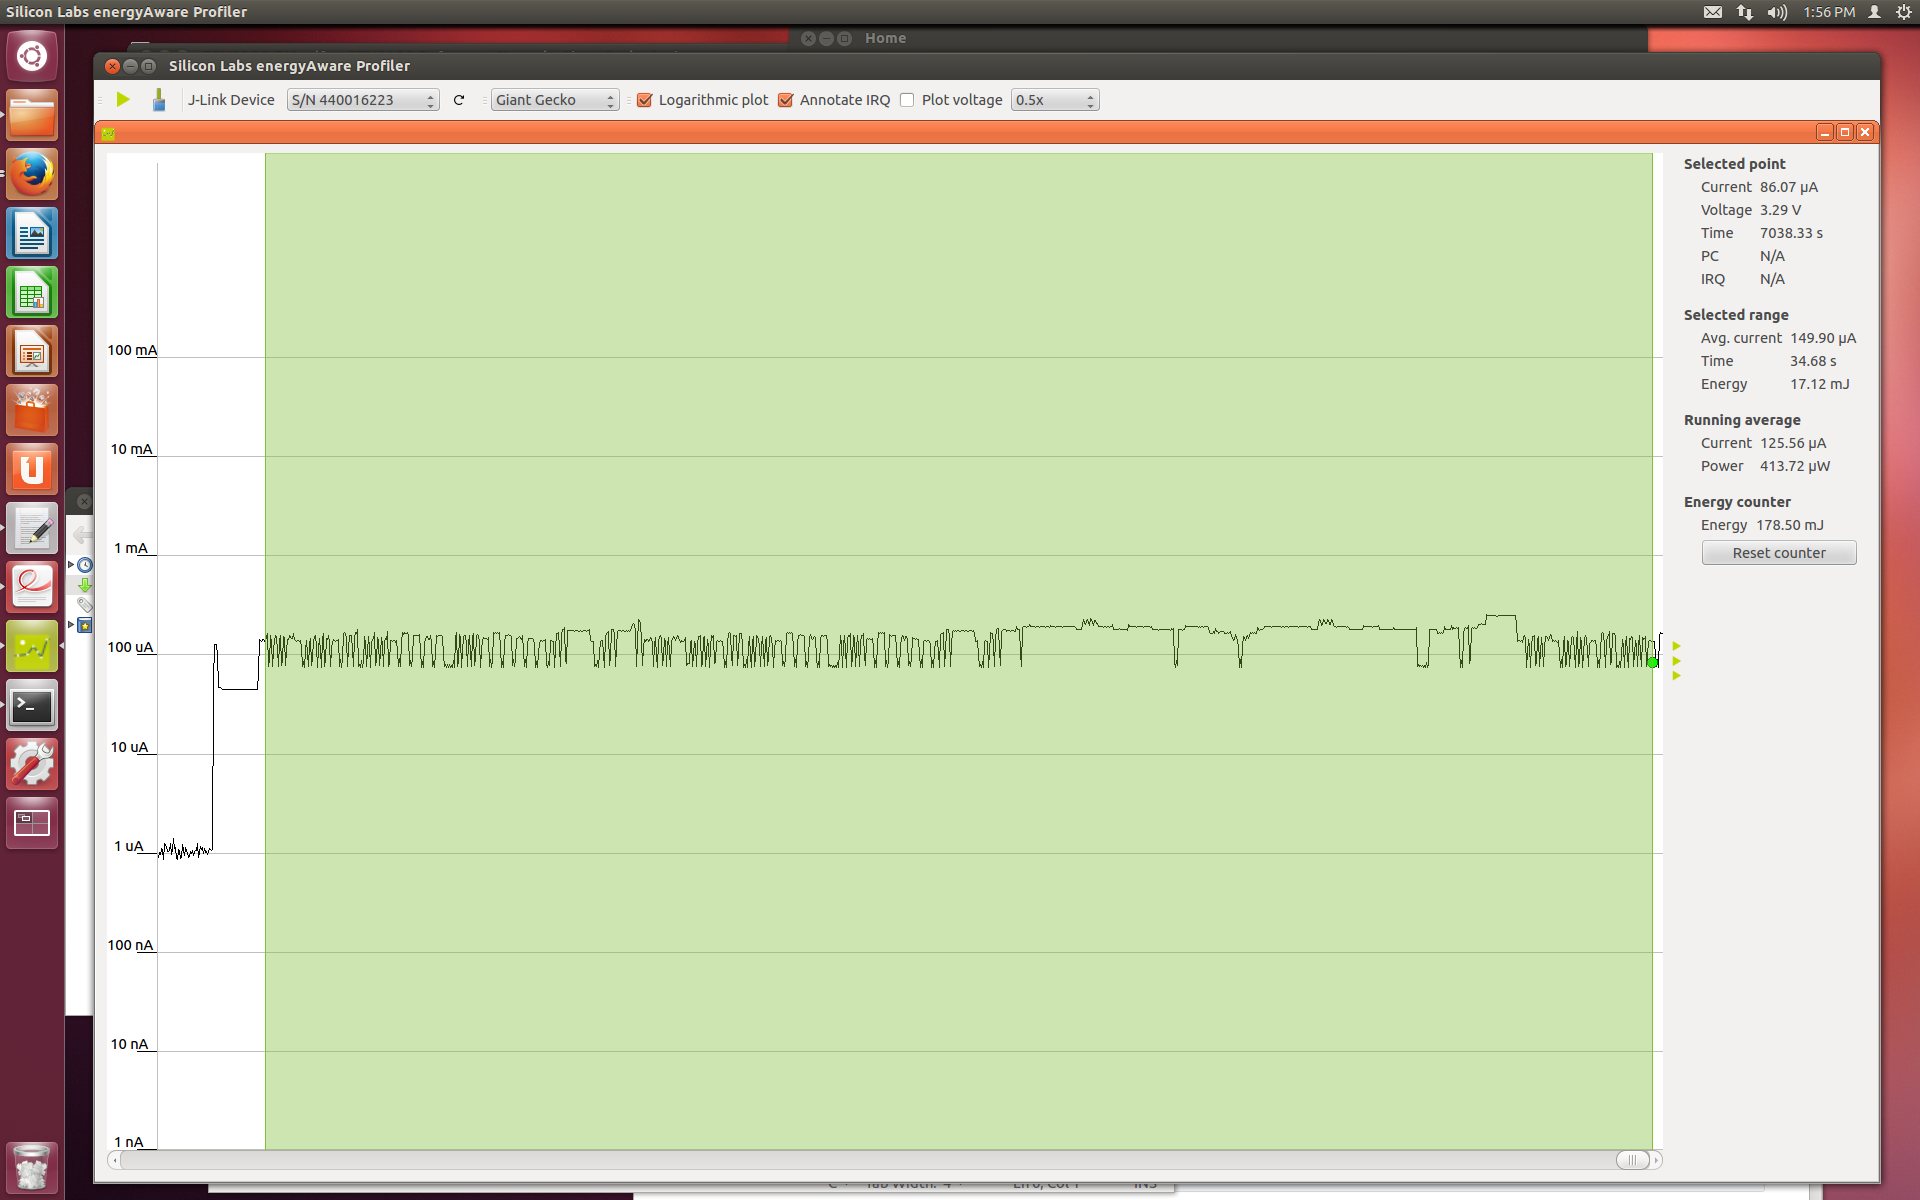 Silicon Labs energyAware Profiler
1:56 PM
Home
Silicon Labs energyAware Profiler
J-Link Device S/N 440016223 Giant Gecko Logarithmic plot Annotate IRQ Plot voltage 0.5x
100 mA
10 mA
1 mA
100 uA
10 uA
1 uA
100 nA
10 nA
1 nA
Selected point
Current 86.07 µA
Voltage 3.29 V
Time 7038.33 s
PC N/A
IRQ N/A
Selected range
Avg. current 149.90 µA
Time 34.68 s
Energy 17.12 mJ
Running average
Current 125.56 µA
Power 413.72 µW
Energy counter
Energy 178.50 mJ
Reset counter